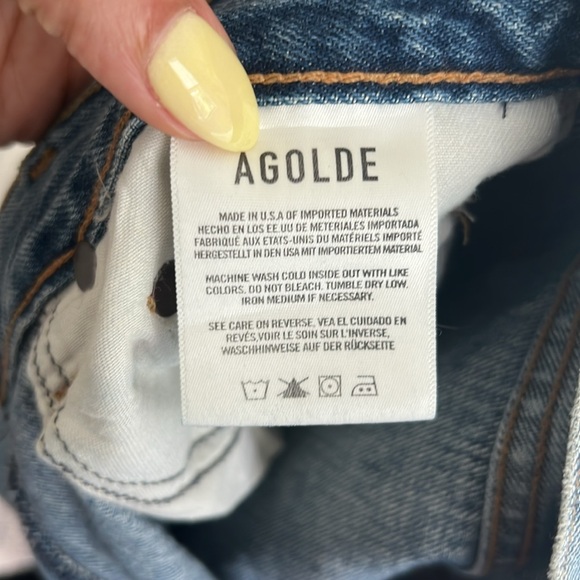 AGOLDE
MADE IN U.S.A OF IMPORTED MATERIALS
HECHO EN LOS EE.UU DE METERIALES IMPORTADA
FABRIQUÉ AUX ETATS-UNIS DU MATÉRIELS IMPORTÉ
HERGESTELLT IN DEN USA MIT IMPORTIERTEM MATERIAL
MACHINE WASH COLD INSIDE OUT WITH LIKE
COLORS. DO NOT BLEACH. TUMBLE DRY LOW.
IRON MEDIUM IF NECESSARY.
SEE CARE ON REVERSE, VEA EL CUIDADO EN
REVÉS,VOIR LE SOIN SUR L'INVERSE,
WASCHHINWEISE AUF DER RÜCKSEITE